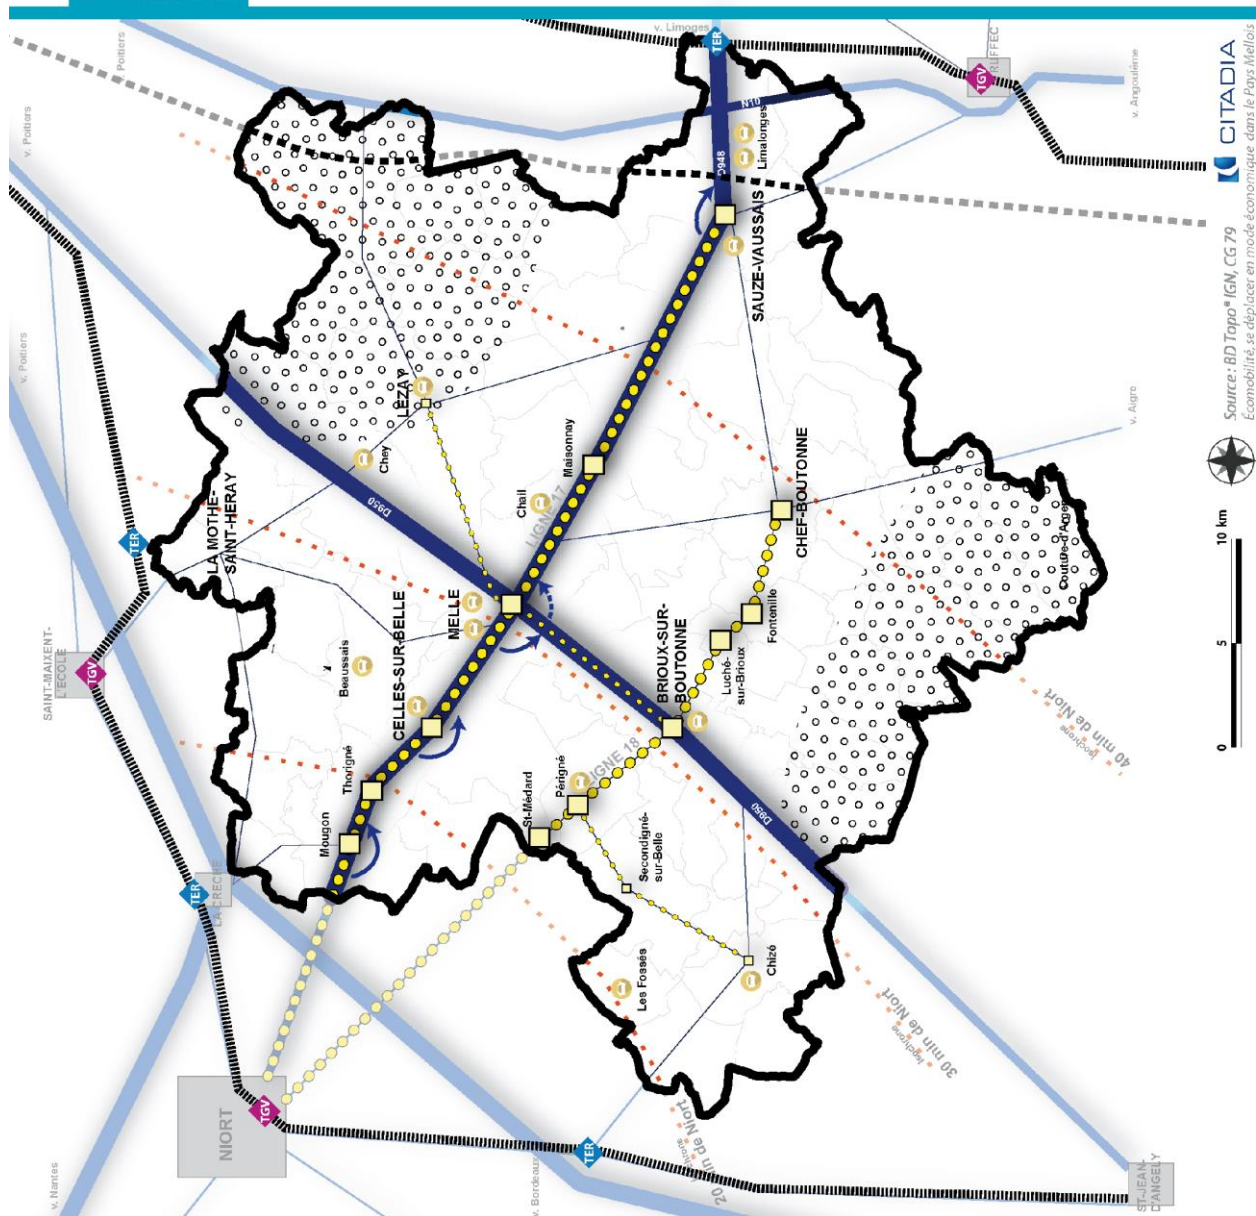 v. Nantes
v. Poitiers
v. Poitiers
SAINT-MAIXENT-
L'ECOLE
TGV
v. Poitiers
TER
NIORT
TGV
LA CRECHE
TER
LA MOTHE-
SAINT-HERAY
D950
Mougon
Thorigné
Beaussais
Chey
CELLES-SUR-BELLE
LEZAY
MELLE
v. Bordeaux
TER
St-Médard
Périgné
LIGNE 18
Chail
LIGNE 17
Maisonnay
Les Fossés
Secondigné-
sur-Belle
BRIOUX-SUR-
BOUTONNE
v. Limoges
TER
20 min de Niort
D948
N10
Limalonges
SAUZE-VAUSSAIS
Luché-
sur-Brioux
Fontenille
Chizé
D950
CHEF-BOUTONNE
isochrone
30 min de Niort
TGV
RUFFEC
Couture-d'Argenson
isochrone
40 min de Niort
ST-JEAN-
D'ANGELY
v. Aigre
v. Angoulême
0
5
10 km
CITADIA
Source : BD Topo® IGN, CG 79
Écomobilité, se déplacer en mode économique dans le Pays Mellois